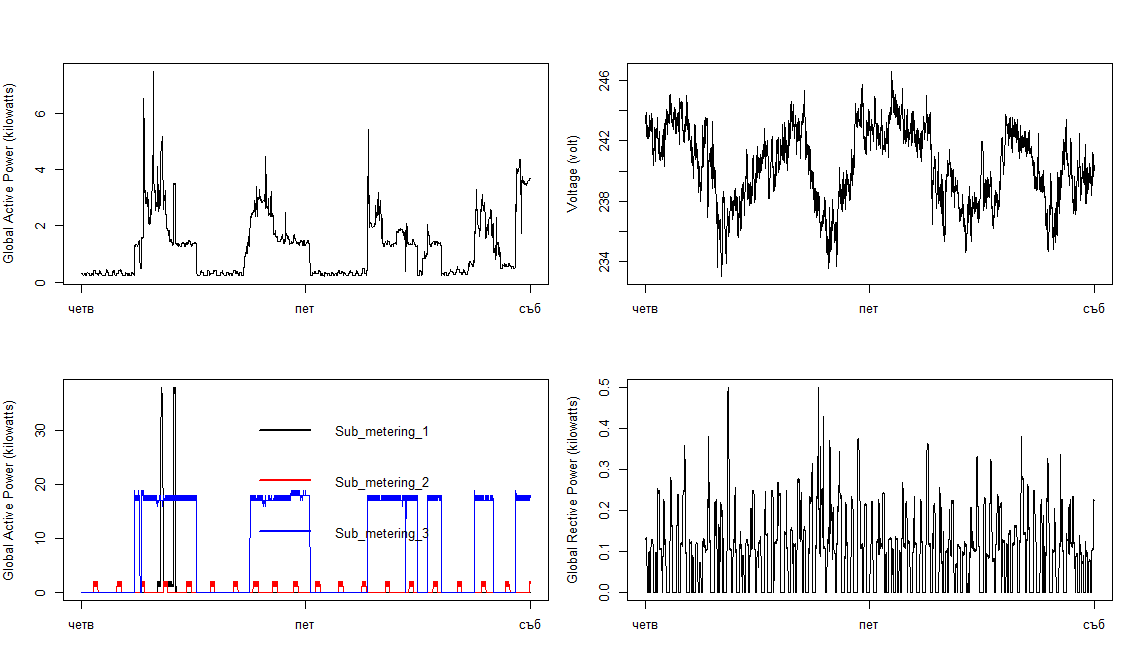 Global Active Power (kilowatts)
0 2 4 6
четв пет съб
Voltage (volt)
234 238 242 246
четв пет съб
Global Active Power (kilowatts)
0 10 20 30
Sub_metering_1
Sub_metering_2
Sub_metering_3
четв пет съб
Global Rective Power (kilowatts)
0.0 0.1 0.2 0.3 0.4 0.5
четв пет съб